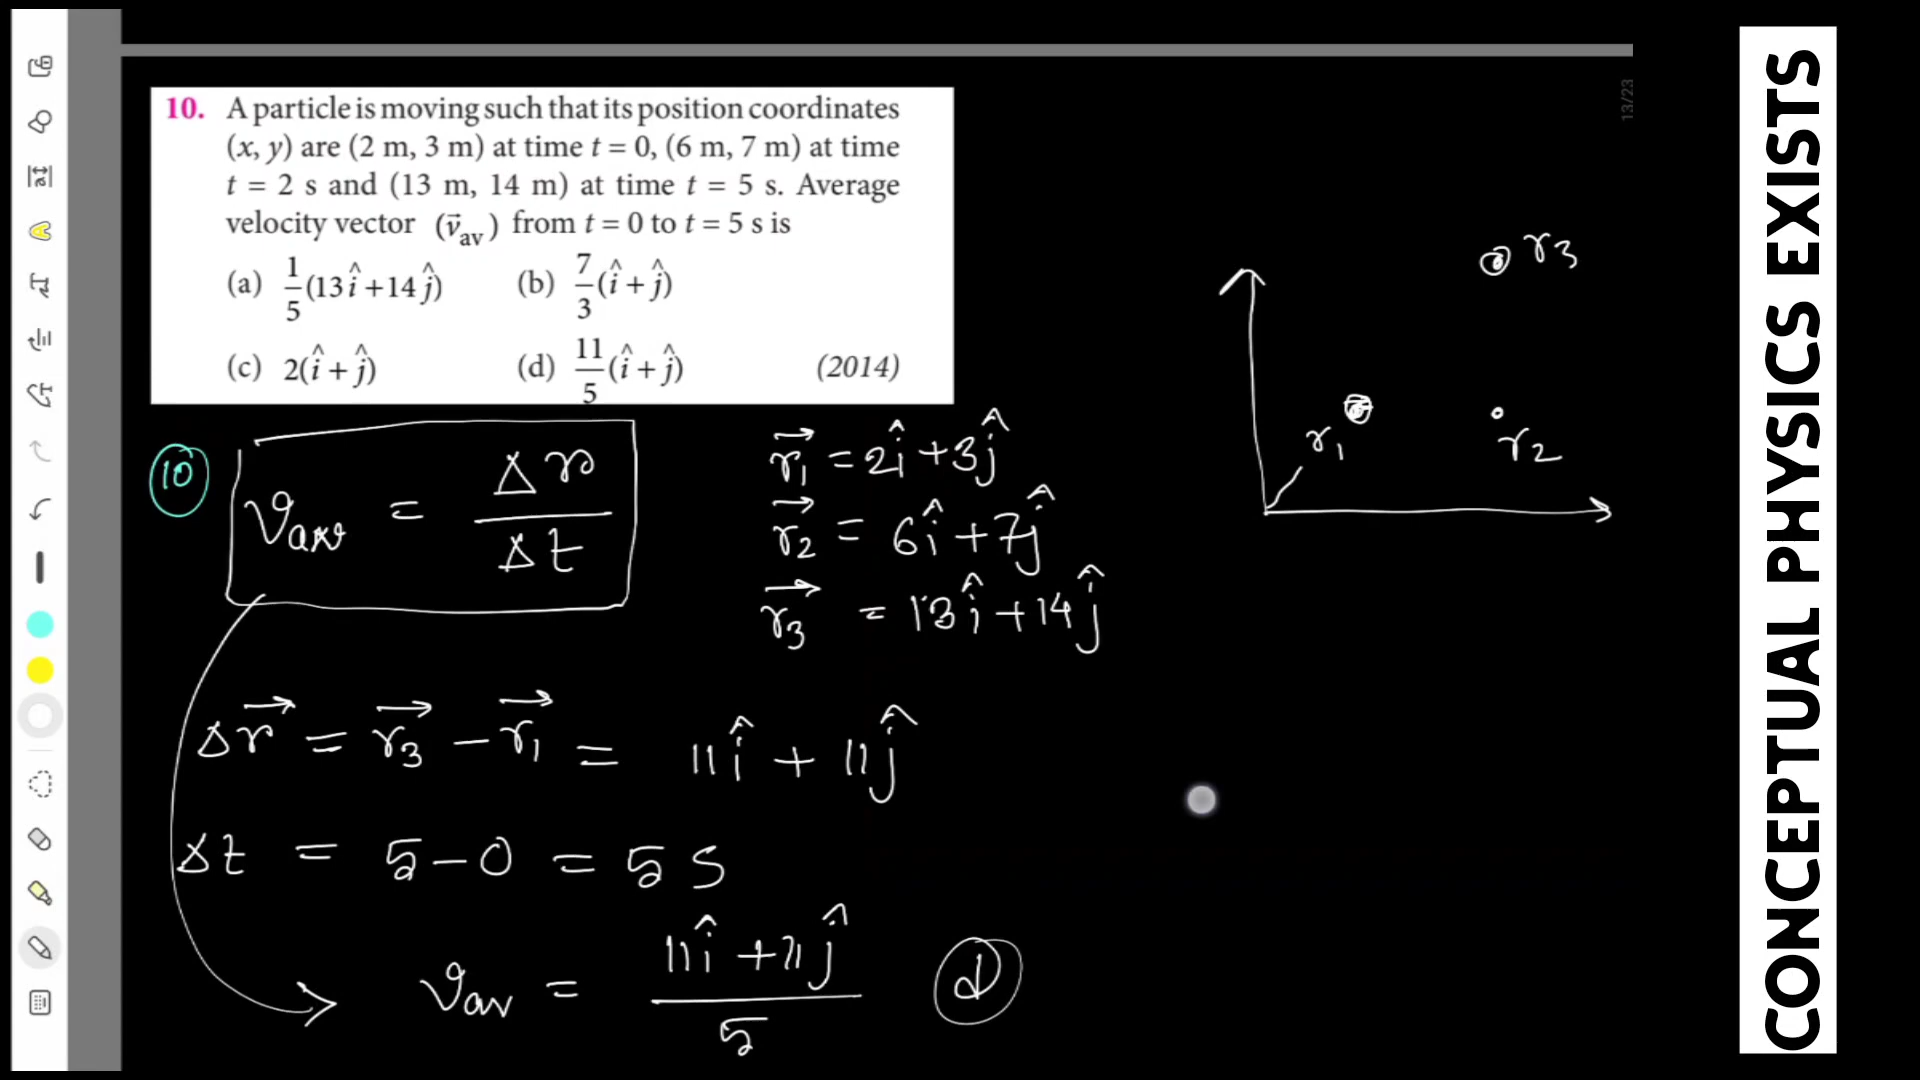 10. A particle is moving such that its position coordinates
(x, y) are (2 m, 3 m) at time t = 0, (6 m, 7 m) at time
t = 2 s and (13 m, 14 m) at time t = 5 s. Average
velocity vector (v⃗av) from t = 0 to t = 5 s is
(a) 1/5(13î+14ĵ) (b) 7/3(î + ĵ)
(c) 2(î + ĵ) (d) 11/5(î + ĵ) (2014)
10
vav = Δr/Δt
r⃗1 = 2î+3ĵ
r⃗2 = 6î+7ĵ
r⃗3 = 13î+14ĵ
Δr⃗ = r⃗3 − r⃗1 = 11î + 11ĵ
Δt = 5−0 = 5 S
vav = 11î+11ĵ/5 d
r3
r1
r2
13/23
CONCEPTUAL PHYSICS EXISTS